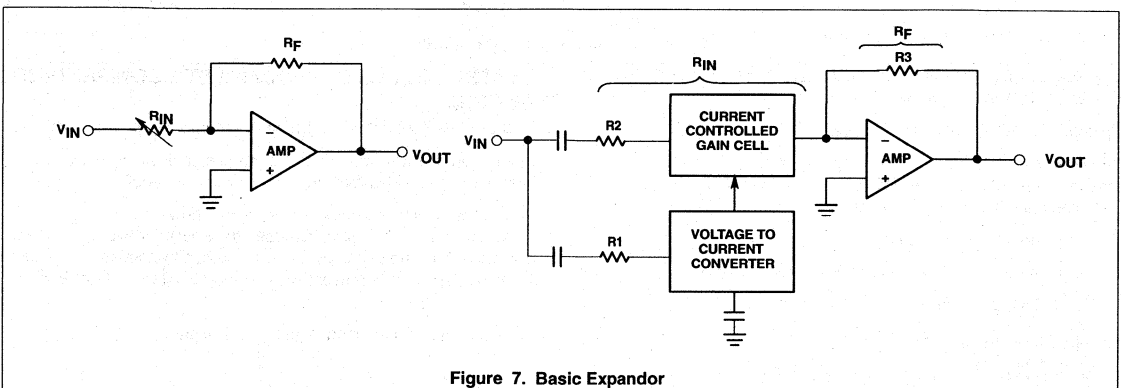 RF
RIN
VIN
−
AMP
+
VOUT
RIN
R2
VIN
CURRENT
CONTROLLED
GAIN CELL
R1
VOLTAGE TO
CURRENT
CONVERTER
RF
R3
−
AMP
+
VOUT
Figure 7. Basic Expandor